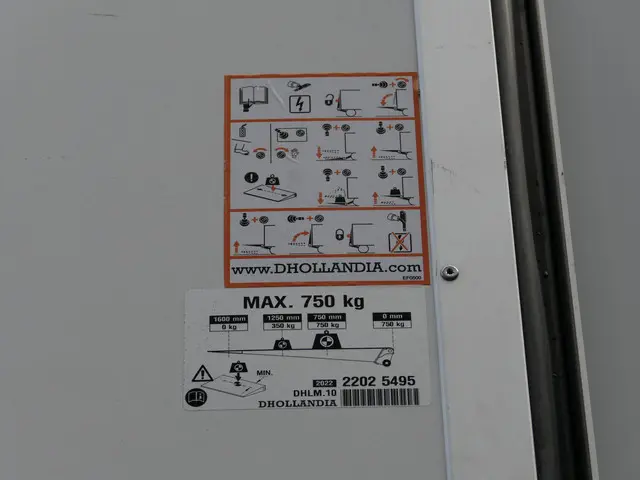 www.DHOLLANDIA.com
EF0600
MAX. 750 kg
1600 mm 1250 mm 750 mm 0 mm
0 kg 350 kg 750 kg 750 kg
MIN.
2022 2202 5495
DHLM.10
DHOLLANDIA